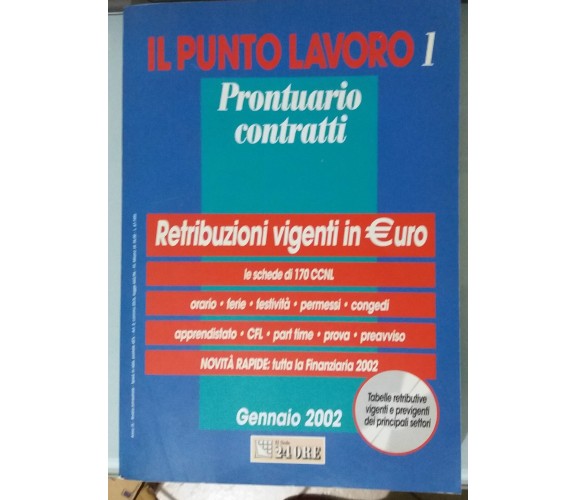 IL PUNTO LAVORO 1
Prontuario
contratti
Retribuzioni vigenti in €uro
le schede di 170 CCNL
orario • ferie • festività • permessi • congedi
apprendistato • CFL • part time • prova • preavviso
NOVITÀ RAPIDE: tutta la Finanziaria 2002
Tabelle retributive
vigenti e previgenti
dei principali settori
Gennaio 2002
Il Sole
24 ORE